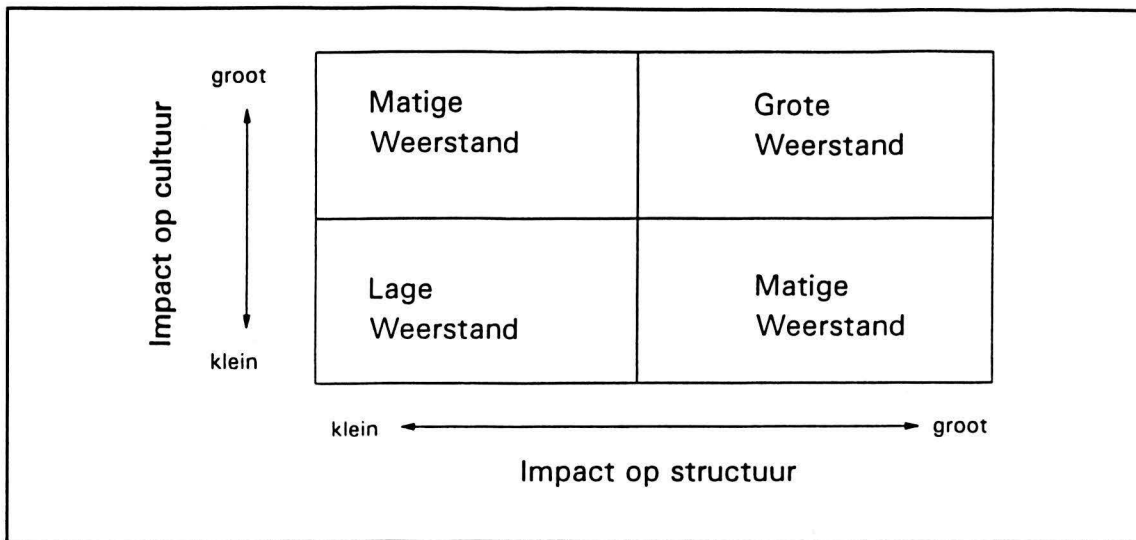 groot
Matige
Weerstand
Grote
Weerstand
Impact op cultuur
Lage
Weerstand
Matige
Weerstand
klein
klein
groot
Impact op structuur